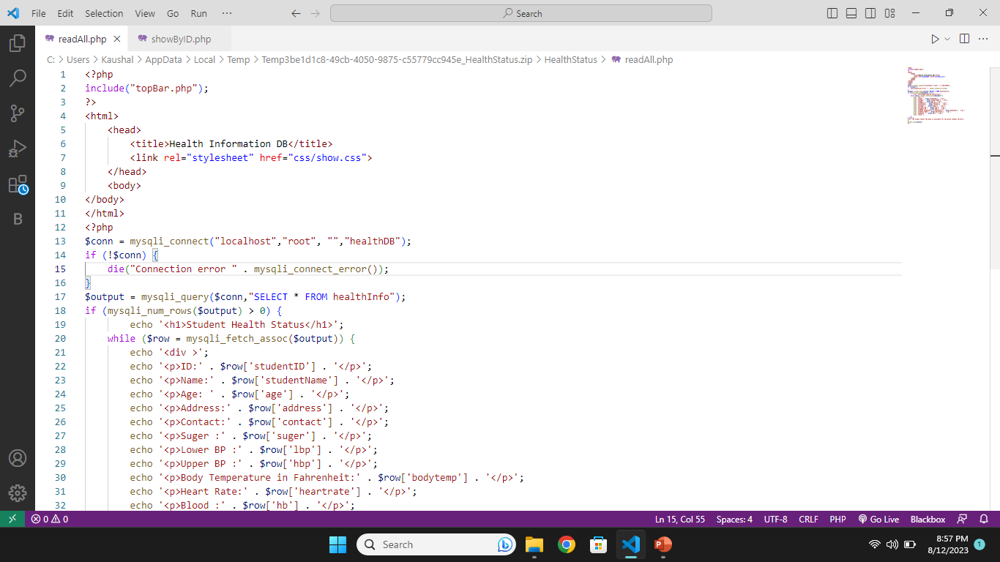 File Edit Selection View Go Run ··· Search
readAll.php showByID.php
C: > Users > Kaushal > AppData > Local > Temp > Temp3be1d1c8-49cb-4050-9875-c55779cc945e_HealthStatus.zip > HealthStatus > readAll.php
1 <?php
2 include("topBar.php");
3 ?>
4 <html>
5 <head>
6 <title>Health Information DB</title>
7 <link rel="stylesheet" href="css/show.css">
8 </head>
9 <body>
10 </body>
11 </html>
12 <?php
13 $conn = mysqli_connect("localhost","root", "","healthDB");
14 if (!$conn) {
15 die("Connection error " . mysqli_connect_error());
16 }
17 $output = mysqli_query($conn,"SELECT * FROM healthInfo");
18 if (mysqli_num_rows($output) > 0) {
19 echo '<h1>Student Health Status</h1>';
20 while ($row = mysqli_fetch_assoc($output)) {
21 echo '<div >';
22 echo '<p>ID:' . $row['studentID'] . '</p>';
23 echo '<p>Name:' . $row['studentName'] . '</p>';
24 echo '<p>Age: ' . $row['age'] . '</p>';
25 echo '<p>Address:' . $row['address'] . '</p>';
26 echo '<p>Contact:' . $row['contact'] . '</p>';
27 echo '<p>Suger :' . $row['suger'] . '</p>';
28 echo '<p>Lower BP :' . $row['lbp'] . '</p>';
29 echo '<p>Upper BP :' . $row['hbp'] . '</p>';
30 echo '<p>Body Temperature in Fahrenheit:' . $row['bodytemp'] . '</p>';
31 echo '<p>Heart Rate:' . $row['heartrate'] . '</p>';
32 echo '<p>Blood :' . $row['hb'] . '</p>';
B
0 0 Ln 15, Col 55 Spaces: 4 UTF-8 CRLF PHP Go Live Blackbox
Search
8:57 PM
8/12/2023 1